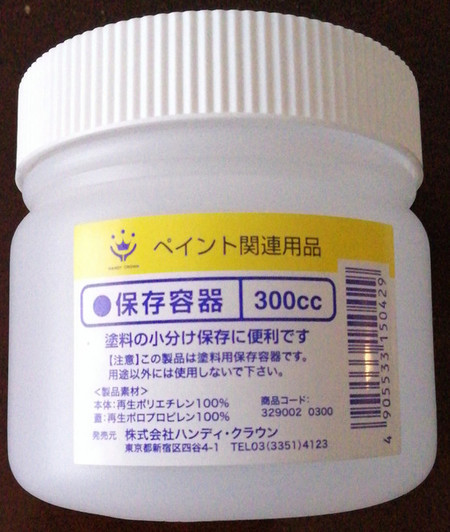 HANDY CROWN
ペイント関連用品
●保存容器 300cc
塗料の小分け保存に便利です
【注意】この製品は塗料用保存容器です。
用途以外には使用しないで下さい。
<製品素材>
本体:再生ポリエチレン100%
蓋:再生ポロプロピレン100%
商品コード:
329002 0300
発売元 株式会社ハンディ・クラウン
東京都新宿区四谷4-1 TEL03(3351)4123
4905533150429